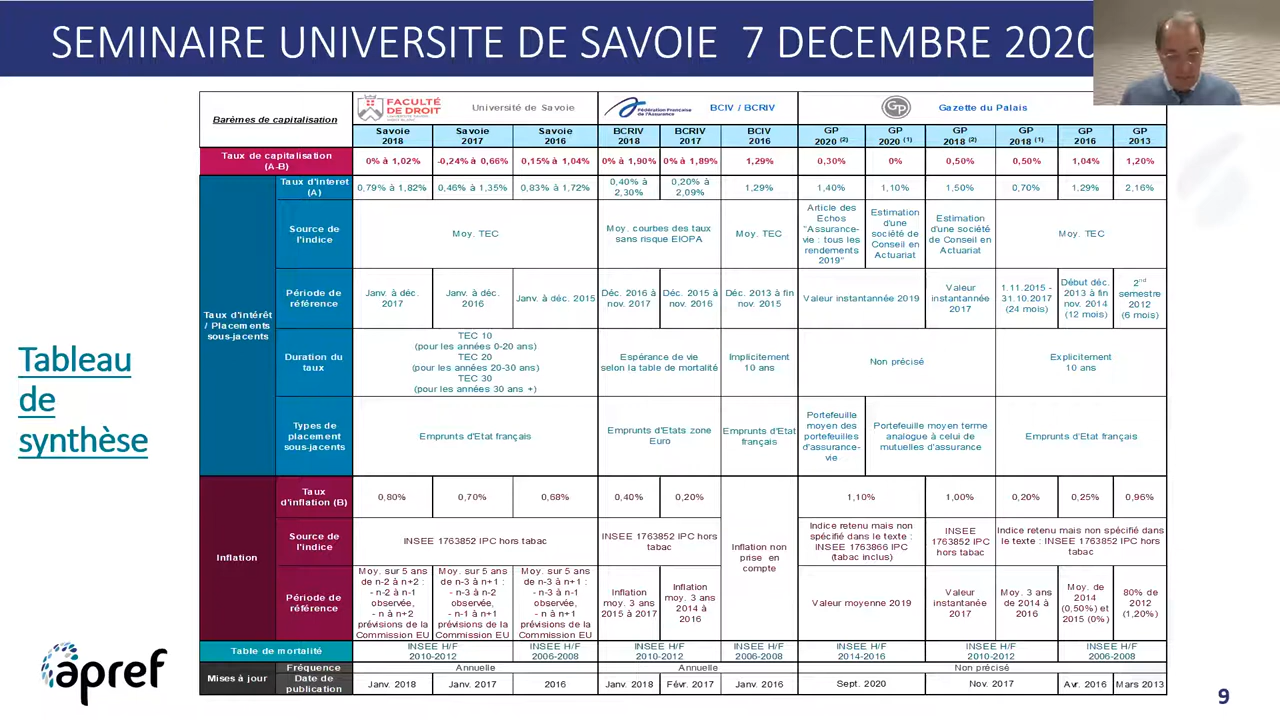 SEMINAIRE UNIVERSITE DE SAVOIE 7 DECEMBRE 2020
Tableau
de
synthèse
Barèmes de capitalisation
FACULTÉ
DE DROIT
Université de Savoie
Fédération Française
de l'Assurance
BCIV / BCRIV
GP
Gazette du Palais
Savoie
2018
Savoie
2017
Savoie
2016
BCRIV
2018
BCRIV
2017
BCIV
2016
GP
2020 (2)
GP
2020 (1)
GP
2018 (2)
GP
2018 (1)
GP
2016
GP
2013
Taux de capitalisation
(A-B)
0% à 1,02%
-0,24% à 0,66%
0,15% à 1,04%
0% à 1,90%
0% à 1,89%
1,29%
0,30%
0%
0,50%
0,50%
1,04%
1,20%
Taux d'intérêt
/ Placements
sous-jacents
Taux d'interet
(A)
0,79% à 1,82%
0,46% à 1,35%
0,83% à 1,72%
0,40% à
2,30%
0,20% à
2,09%
1,29%
1,40%
1,10%
1,50%
0,70%
1,29%
2,16%
Source de
l'indice
Moy. TEC
Moy. courbes des taux
sans risque EIOPA
Moy. TEC
Article des
Echos
"Assurance-
vie : tous les
rendements
2019"
Estimation
d'une
société de
Conseil en
Actuariat
Estimation
d'une société
de Conseil en
Actuariat
Moy. TEC
Période de
référence
Janv. à déc.
2017
Janv. à déc.
2016
Janv. à déc. 2015
Déc. 2016 à
nov. 2017
Déc. 2015 à
nov. 2016
Déc. 2013 à fin
nov. 2015
Valeur instantannée 2019
Valeur
instantannée
2017
1.11.2015 -
31.10.2017
(24 mois)
Début déc.
2013 à fin
nov. 2014
(12 mois)
2nd
semestre
2012
(6 mois)
Duration du
taux
TEC 10
(pour les années 0-20 ans)
TEC 20
(pour les années 20-30 ans)
TEC 30
(pour les années 30 ans +)
Espérance de vie
selon la table de mortalité
Implicitement
10 ans
Non précisé
Explicitement
10 ans
Types de
placement
sous-jacents
Emprunts d'Etat français
Emprunts d'Etats zone
Euro
Emprunts d'Etat
français
Portefeuille
moyen des
portefeuilles
d'assurance-
vie
Portefeuille moyen terme
analogue à celui de
mutuelles d'assurance
Emprunts d'Etat français
Inflation
Taux
d'inflation (B)
0,80%
0,70%
0,68%
0,40%
0,20%
Inflation non
prise en
compte
1,10%
1,00%
0,20%
0,25%
0,96%
Source de
l'indice
INSEE 1763852 IPC hors tabac
INSEE 1763852 IPC hors
tabac
Indice retenu mais non
spécifié dans le texte :
INSEE 1763866 IPC
(tabac inclus)
INSEE
1763852 IPC
hors tabac
Indice retenu mais non spécifié dans
le texte : INSEE 1763852 IPC hors
tabac
Période de
référence
Moy. sur 5 ans
de n-2 à n+2 :
- n-2 à n-1
observée,
- n à n+2
prévisions de la
Commission EU
Moy. sur 5 ans
de n-3 à n+1 :
- n-3 à n-2
observée,
- n-1 à n+1
prévisions de la
Commission EU
Moy. sur 5 ans
de n-3 à n+1 :
- n-3 à n-1
observée,
- n à n+1
prévisions de la
Commission EU
Inflation
moy. 3 ans
2015 à 2017
Inflation
moy. 3 ans
2014 à
2016
Valeur moyenne 2019
Valeur
instantanée
2017
Moy. 3 ans
de 2014 à
2016
Moy. de
2014
(0,50%) et
2015 (0%)
80% de
2012
(1,20%)
Table de mortalité
INSEE H/F
2010-2012
INSEE H/F
2006-2008
INSEE H/F
2010-2012
INSEE H/F
2006-2008
INSEE H/F
2014-2016
INSEE H/F
2010-2012
INSEE H/F
2006-2008
Mises à jour
Fréquence
Annuelle
Annuelle
Non précisé
Date de
publication
Janv. 2018
Janv. 2017
2016
Janv. 2018
Févr. 2017
Janv. 2016
Sept. 2020
Nov. 2017
Avr. 2016
Mars 2013
apref
9